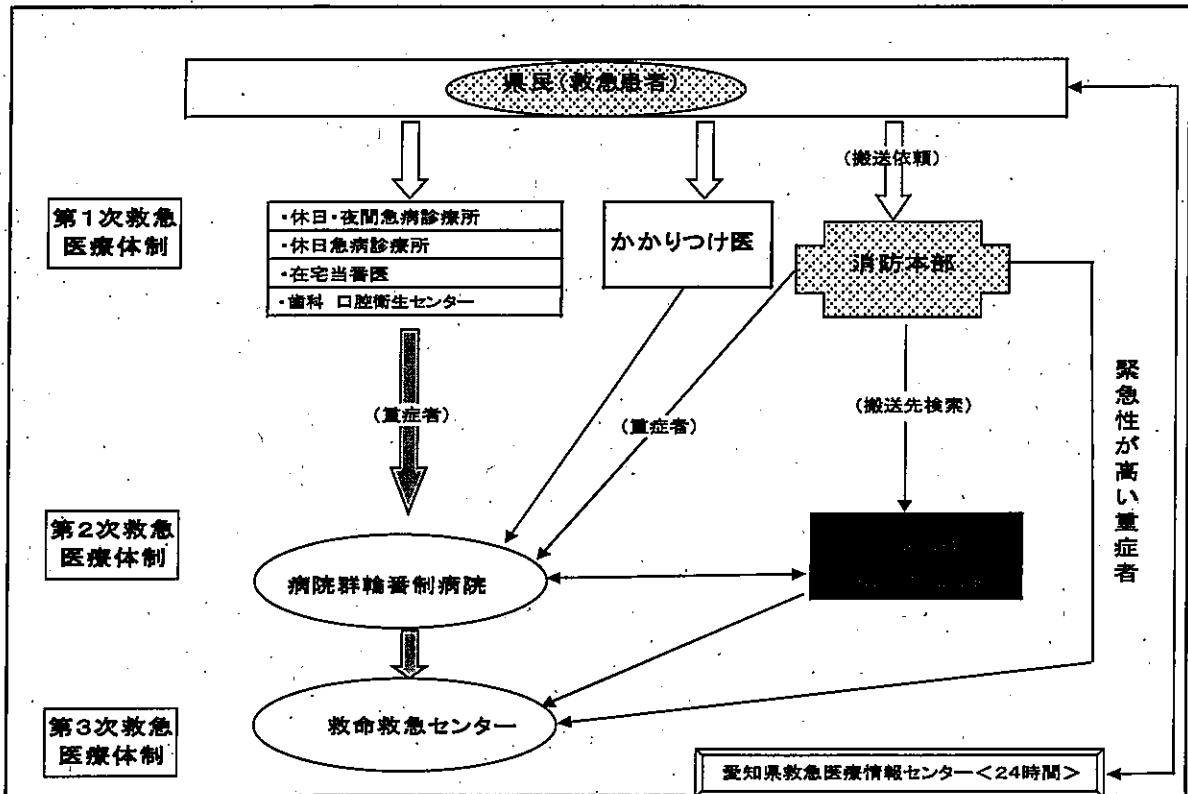 県民(救急患者)
(搬送依頼)
第1次救急
医療体制
・休日・夜間急病診療所
・休日急病診療所
・在宅当番医
・歯科 口腔衛生センター
かかりつけ医
消防本部
(重症者)
(重症者)
(搬送先検索)
緊急性が高い重症者
第2次救急
医療体制
病院群輪番制病院
第3次救急
医療体制
救命救急センター
愛知県救急医療情報センター<24時間>